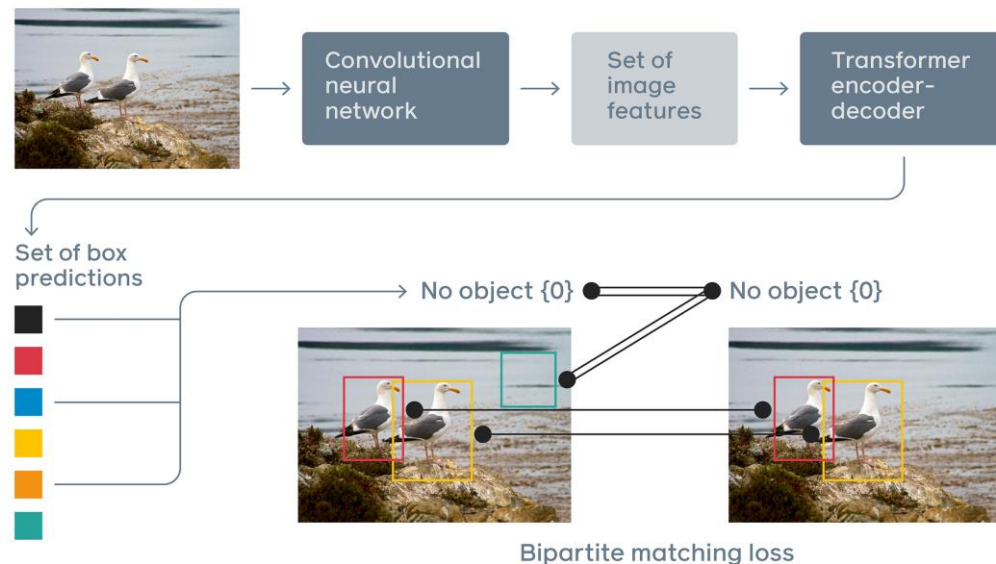 Convolutional
neural
network
Set of
image
features
Transformer
encoder-
decoder
Set of box
predictions
No object {0}
No object {0}
Bipartite matching loss